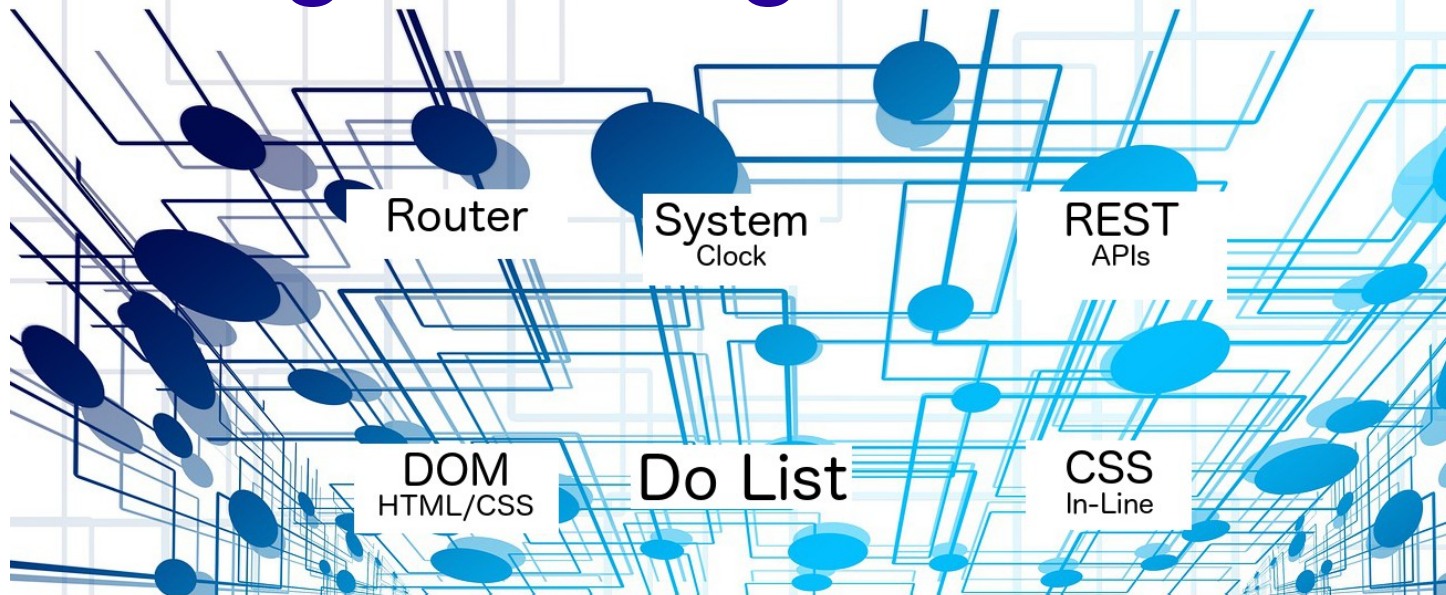 Router
System
Clock
REST
APIs
DOM
HTML/CSS
Do List
CSS
In-Line